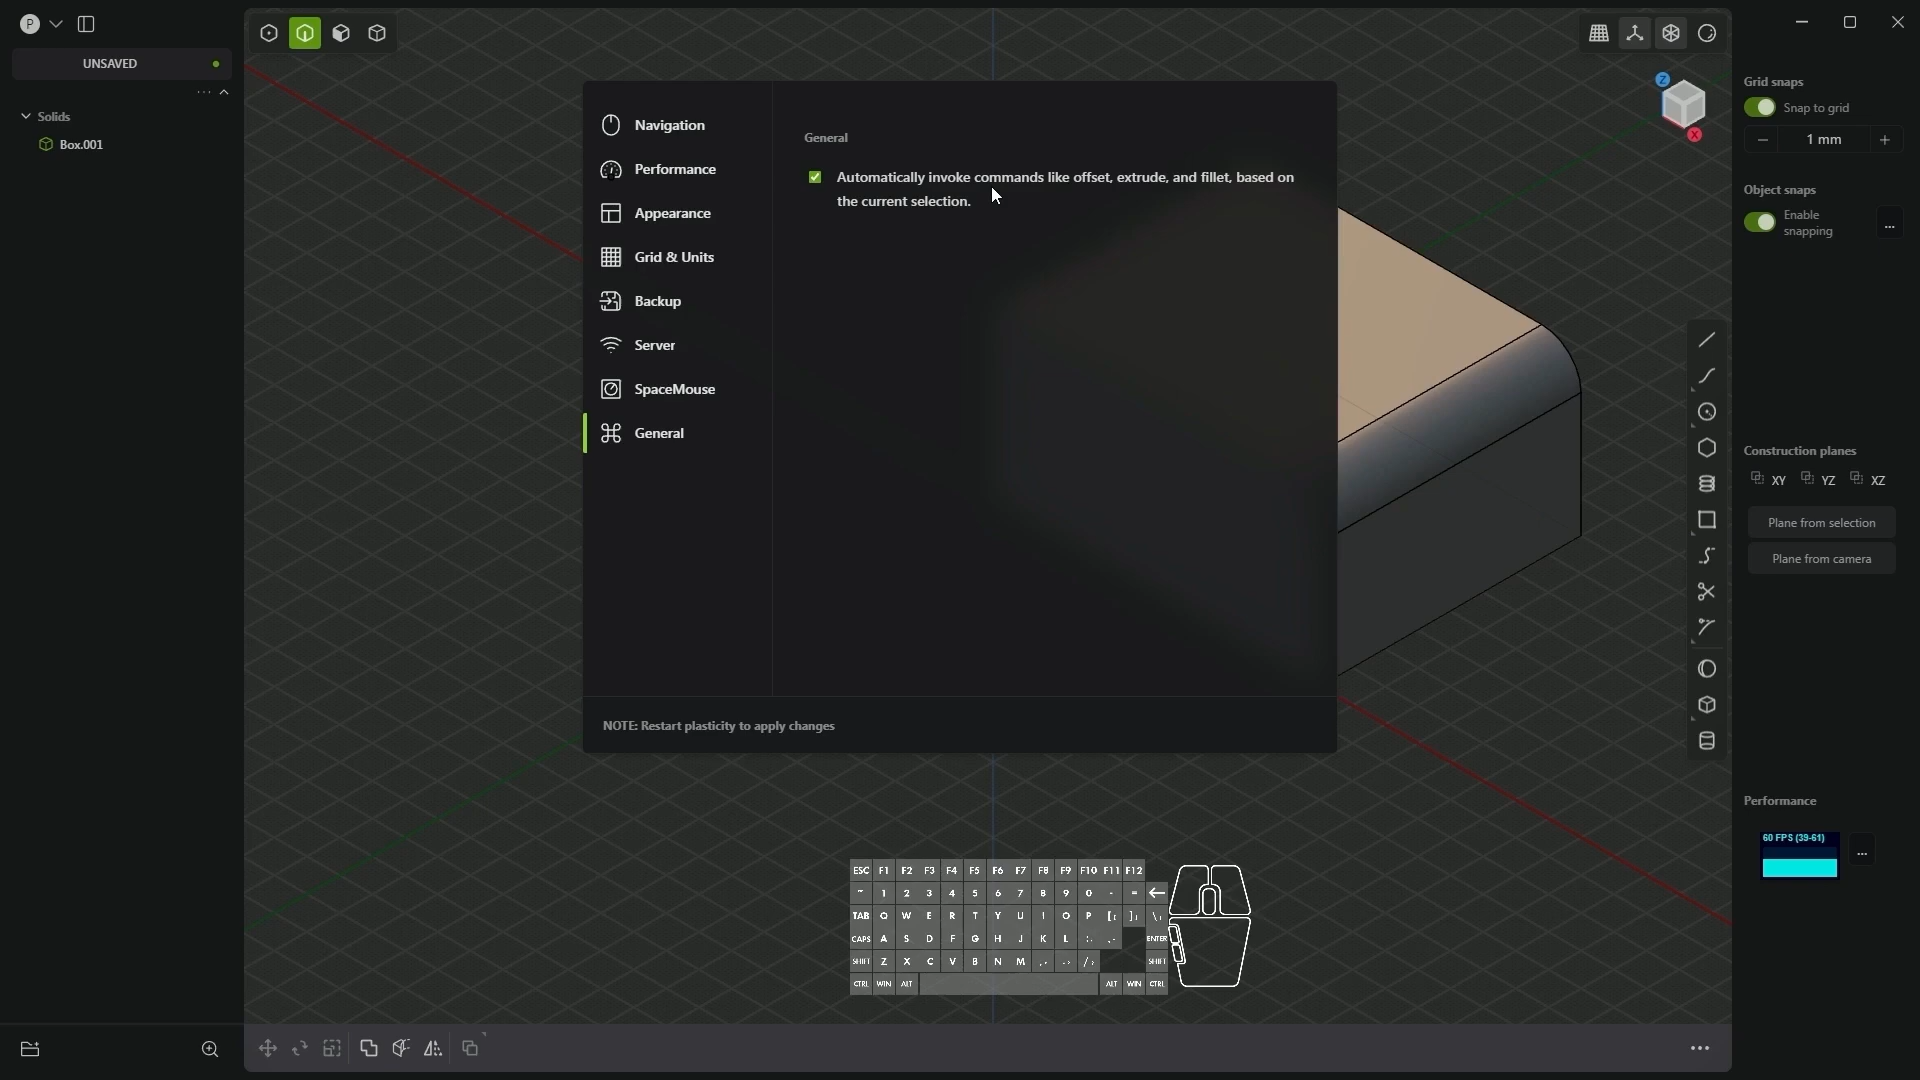 P
UNSAVED
...
Solids
Box.001
Navigation
Performance
Appearance
Grid & Units
Backup
Server
SpaceMouse
General
General
Automatically invoke commands like offset, extrude, and fillet, based on
the current selection.
NOTE: Restart plasticity to apply changes
Z
X
Grid snaps
Snap to grid
1 mm
Object snaps
Enable
snapping
...
Construction planes
XY YZ XZ
Plane from selection
Plane from camera
Performance
60 FPS (39-61)
...
ESC F1 F2 F3 F4 F5 F6 F7 F8 F9 F10 F11 F12
~ 1 2 3 4 5 6 7 8 9 0 - =
TAB Q W E R T Y U I O P
CAPS A S D F G H J K L ENTER
SHIFT Z X C V B N M SHIFT
CTRL WIN ALT ALT WIN CTRL